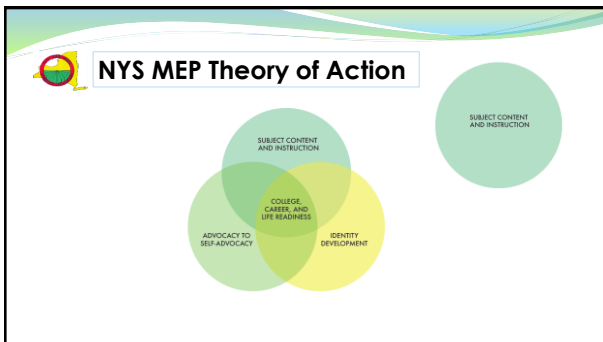 NYS MEP Theory of Action
SUBJECT CONTENT
AND INSTRUCTION
COLLEGE,
CAREER, AND
LIFE READINESS
ADVOCACY TO
SELF-ADVOCACY
IDENTITY
DEVELOPMENT
SUBJECT CONTENT
AND INSTRUCTION